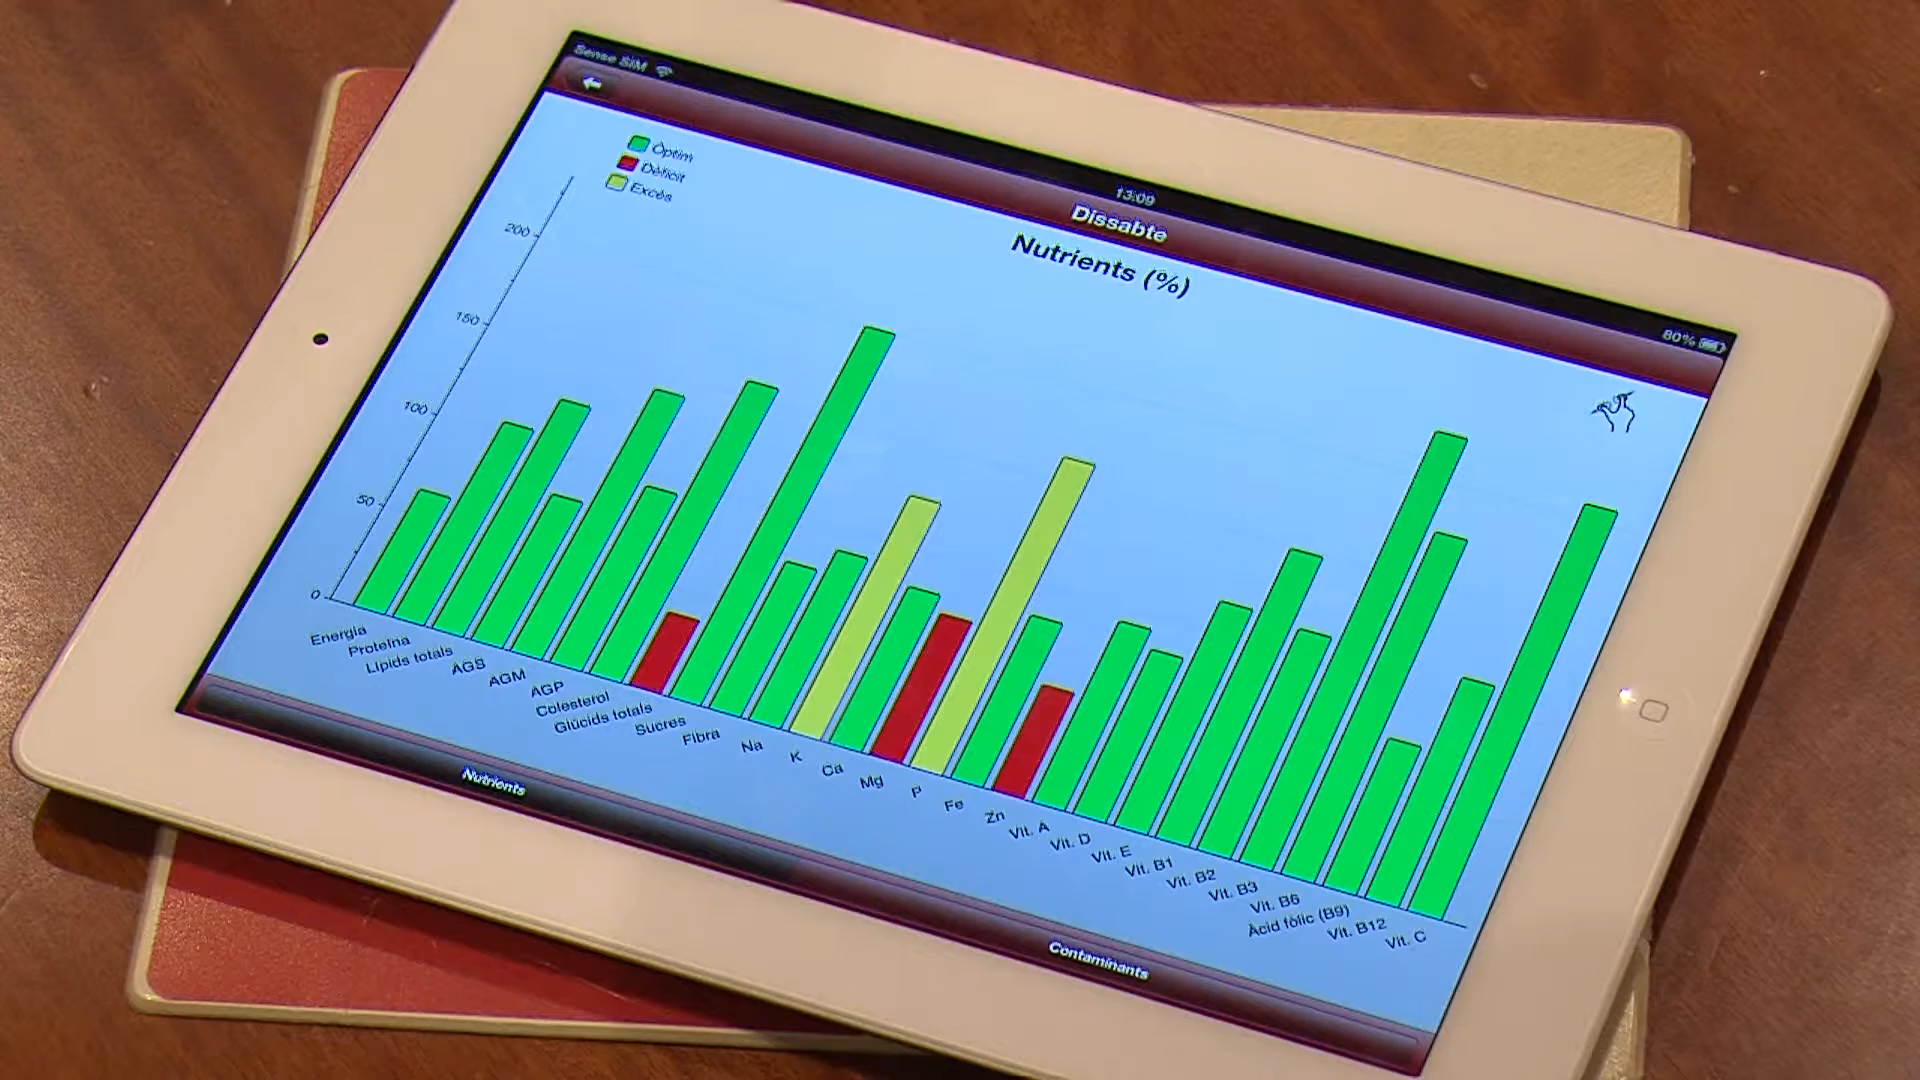 Sense SIM
13:09
80%
Dissabte
Nutrients (%)
Òptim
Dèficit
Excés
200
150
100
50
0
Energia
Proteïna
Lípids totals
AGS
AGM
AGP
Colesterol
Glúcids totals
Sucres
Fibra
Na
K
Ca
Mg
P
Fe
Zn
Vit. A
Vit. D
Vit. E
Vit. B1
Vit. B2
Vit. B3
Vit. B6
Àcid fòlic (B9)
Vit. B12
Vit. C
Nutrients
Contaminants